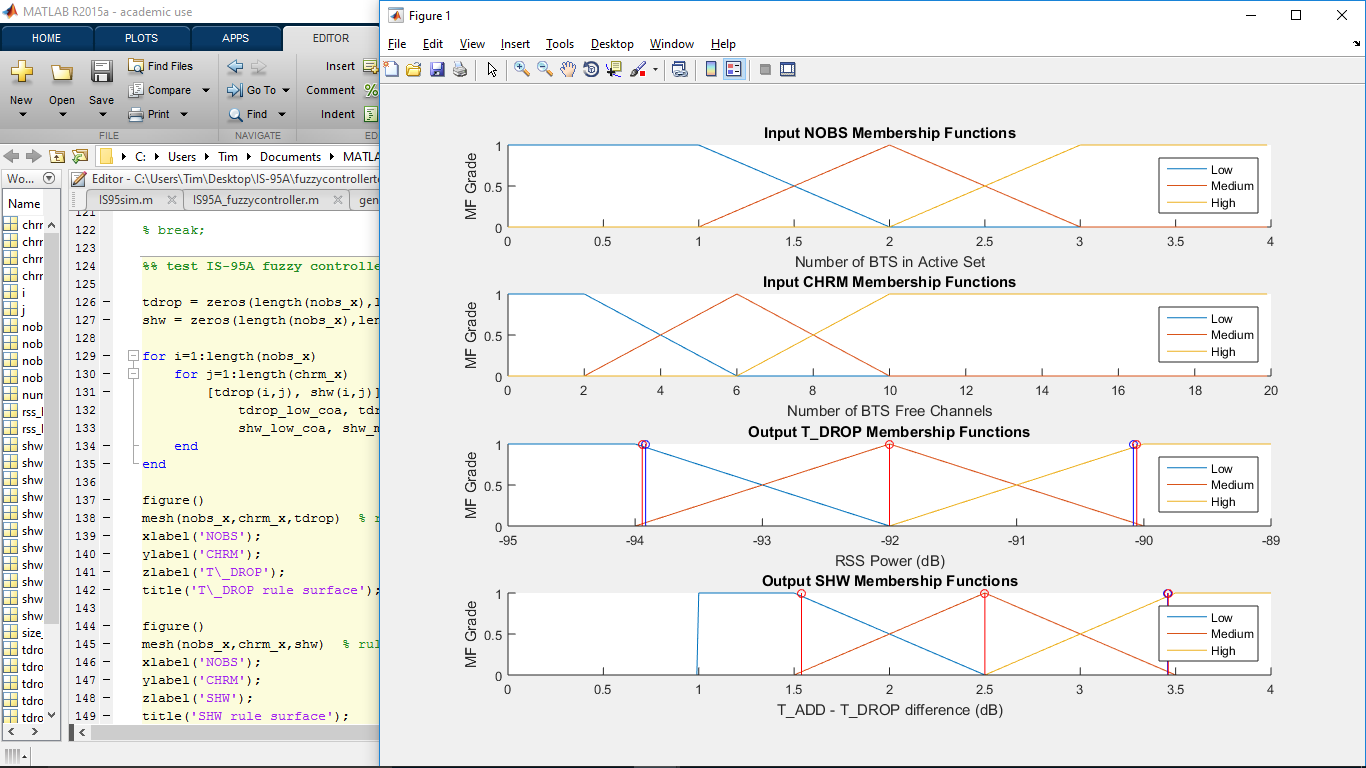 MATLAB R2015a - academic use
HOME PLOTS APPS EDITOR
New Open Save
Find Files
Compare
Print
Go To
Find
Insert
Comment
Indent
FILE NAVIGATE ED
C: Users Tim Documents MATLA
Wo...
Editor - C:\Users\Tim\Desktop\IS-95A\fuzzycontrollerte
Name
IS95sim.m IS95A_fuzzycontroller.m gen
chrr
chrr
chrr
chrr
i
j
nob
nob
nob
nob
nun
rss_l
rss_l
shw
shw
shw
shw
shw
shw
shw
shw
shw
shw
shw
size_
tdro
tdro
tdro
tdro
tdro
121
122 % break;
123
124 %% test IS-95A fuzzy controlle
125
126 – tdrop = zeros(length(nobs_x),l
127 – shw = zeros(length(nobs_x),len
128
129 – for i=1:length(nobs_x)
130 – for j=1:length(chrm_x)
131 – [tdrop(i,j), shw(i,j)]
132 tdrop_low_coa, tdr
133 shw_low_coa, shw_m
134 – end
135 – end
136
137 – figure()
138 – mesh(nobs_x,chrm_x,tdrop) % r
139 – xlabel('NOBS');
140 – ylabel('CHRM');
141 – zlabel('T\_DROP');
142 – title('T\_DROP rule surface');
143
144 – figure()
145 – mesh(nobs_x,chrm_x,shw) % rul
146 – xlabel('NOBS');
147 – ylabel('CHRM');
148 – zlabel('SHW');
149 – title('SHW rule surface');
Figure 1
File Edit View Insert Tools Desktop Window Help
Input NOBS Membership Functions
MF Grade
1
0.5
0
0 0.5 1 1.5 2 2.5 3 3.5 4
Low
Medium
High
Number of BTS in Active Set
Input CHRM Membership Functions
MF Grade
1
0.5
0
0 2 4 6 8 10 12 14 16 18 20
Low
Medium
High
Number of BTS Free Channels
Output T_DROP Membership Functions
MF Grade
1
0.5
0
-95 -94 -93 -92 -91 -90 -89
Low
Medium
High
RSS Power (dB)
Output SHW Membership Functions
MF Grade
1
0.5
0
0 0.5 1 1.5 2 2.5 3 3.5 4
Low
Medium
High
T_ADD - T_DROP difference (dB)